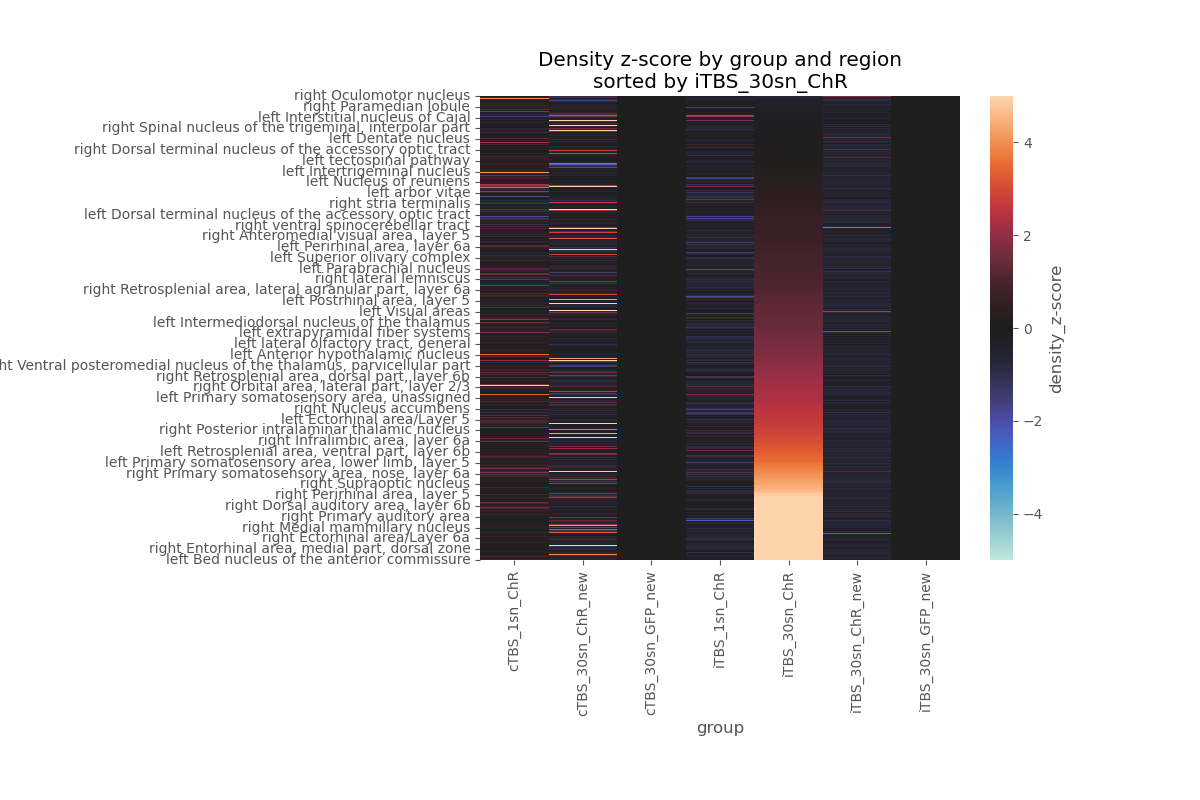 Density z-score by group and region
sorted by iTBS_30sn_ChR
right Oculomotor nucleus
right Paramedian lobule
left Interstitial nucleus of Cajal
right Spinal nucleus of the trigeminal, interpolar part
left Dentate nucleus
right Dorsal terminal nucleus of the accessory optic tract
left tectospinal pathway
left Intertrigeminal nucleus
left Nucleus of reuniens
left arbor vitae
right stria terminalis
left Dorsal terminal nucleus of the accessory optic tract
right ventral spinocerebellar tract
right Anteromedial visual area, layer 5
left Perirhinal area, layer 6a
left Superior olivary complex
left Parabrachial nucleus
right lateral lemniscus
right Retrosplenial area, lateral agranular part, layer 6a
left Postrhinal area, layer 5
left Visual areas
left Intermediodorsal nucleus of the thalamus
left extrapyramidal fiber systems
left lateral olfactory tract, general
left Anterior hypothalamic nucleus
ht Ventral posteromedial nucleus of the thalamus, parvicellular part
right Retrosplenial area, dorsal part, layer 6b
right Orbital area, lateral part, layer 2/3
left Primary somatosensory area, unassigned
right Nucleus accumbens
left Ectorhinal area/Layer 5
right Posterior intralaminar thalamic nucleus
right Infralimbic area, layer 6a
left Retrosplenial area, ventral part, layer 6b
left Primary somatosensory area, lower limb, layer 5
right Primary somatosensory area, nose, layer 6a
right Supraoptic nucleus
right Perirhinal area, layer 5
right Dorsal auditory area, layer 6b
right Primary auditory area
right Medial mammillary nucleus
right Ectorhinal area/Layer 6a
right Entorhinal area, medial part, dorsal zone
left Bed nucleus of the anterior commissure
cTBS_1sn_ChR
cTBS_30sn_ChR_new
cTBS_30sn_GFP_new
iTBS_1sn_ChR
iTBS_30sn_ChR
iTBS_30sn_ChR_new
iTBS_30sn_GFP_new
group
4
2
0
−2
−4
density_z-score